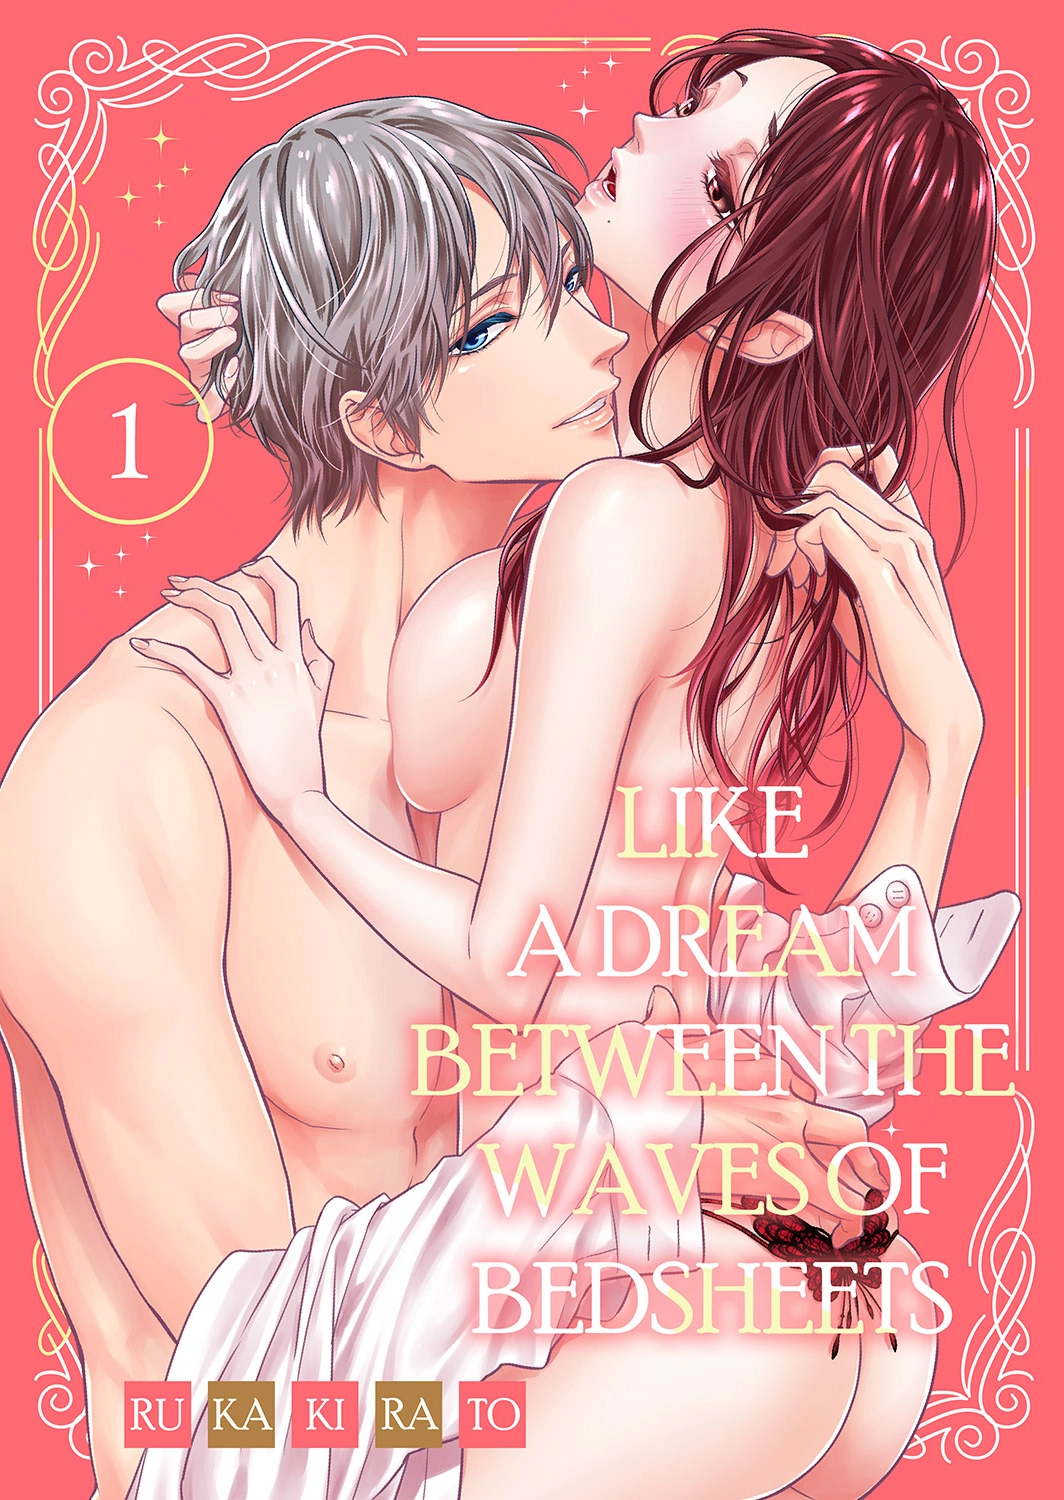 1
LIKE
A DREAM
BETWEEN THE
WAVES OF
BEDSHEETS
RU KA KI RA TO